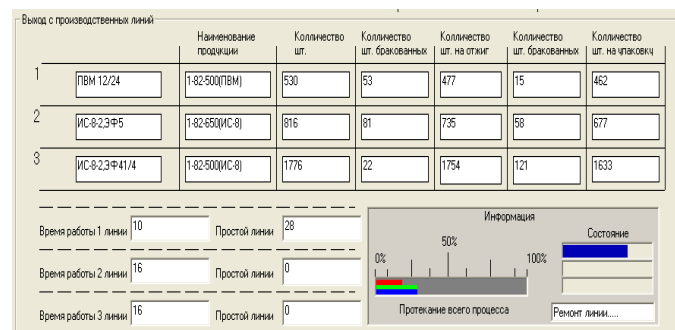 Выход с производственных линий
Наименование продукции Колличество шт. Колличество шт. бракованных Колличество шт. на отжиг Колличество шт. бракованных Колличество шт. на упаковку
1 ПВМ 12/24 1-82-500(ПВМ) 530 53 477 15 462
2 ИС-8-2,ЭФ5 1-82-650(ИС-8) 816 81 735 58 677
3 ИС-8-2,ЭФ41/4 1-82-500(ИС-8) 1776 22 1754 121 1633
Время работы 1 линии 10 Простой линии 28
Время работы 2 линии 16 Простой линии 0
Время работы 3 линии 16 Простой линии 0
Информация
Состояние
0% 50% 100%
Протекание всего процесса
Ремонт линии.....